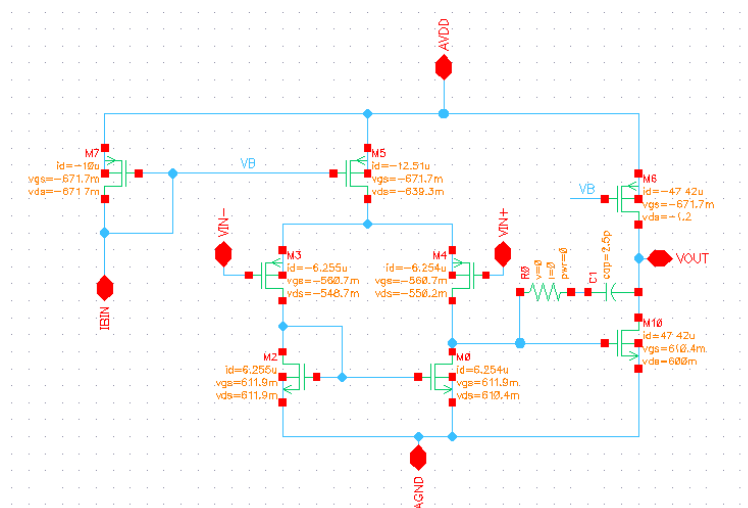 AVDD
M7
id=-10u
vgs=-671.7m
vds=-671.7m
VB
M5
id=-12.51u
vgs=-671.7m
vds=-639.3m
M6
VB
id=-47.42u
vgs=-671.7m
vds=-1.2
VIN-
M3
id=-6.255u
vgs=-560.7m
vds=-548.7m
VIN+
M4
id=-6.254u
vgs=-560.7m
vds=-550.2m
VOUT
IBIN
R0
v=0
i=0
pwr=0
C1
cap=2.5p
M10
id=47.42u
vgs=610.4m
vds=600m
M2
id=6.255u
vgs=611.9m
vds=611.9m
M0
id=6.254u
vgs=611.9m
vds=610.4m
AGND